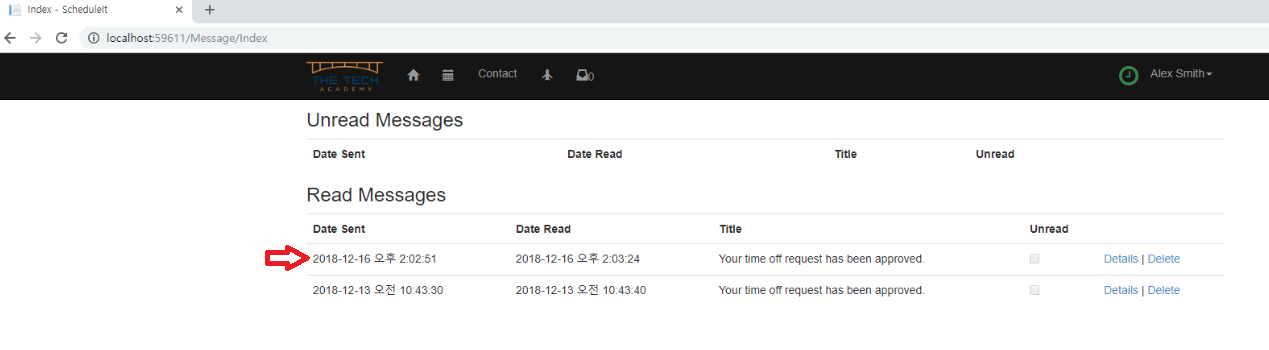 Index - ScheduleIt
localhost:59611/Message/Index
THE TECH
ACADEMY
Contact
0
Alex Smith
Unread Messages
Date Sent Date Read Title Unread
Read Messages
Date Sent Date Read Title Unread
2018-12-16 오후 2:02:51 2018-12-16 오후 2:03:24 Your time off request has been approved. Details | Delete
2018-12-13 오전 10:43:30 2018-12-13 오전 10:43:40 Your time off request has been approved. Details | Delete